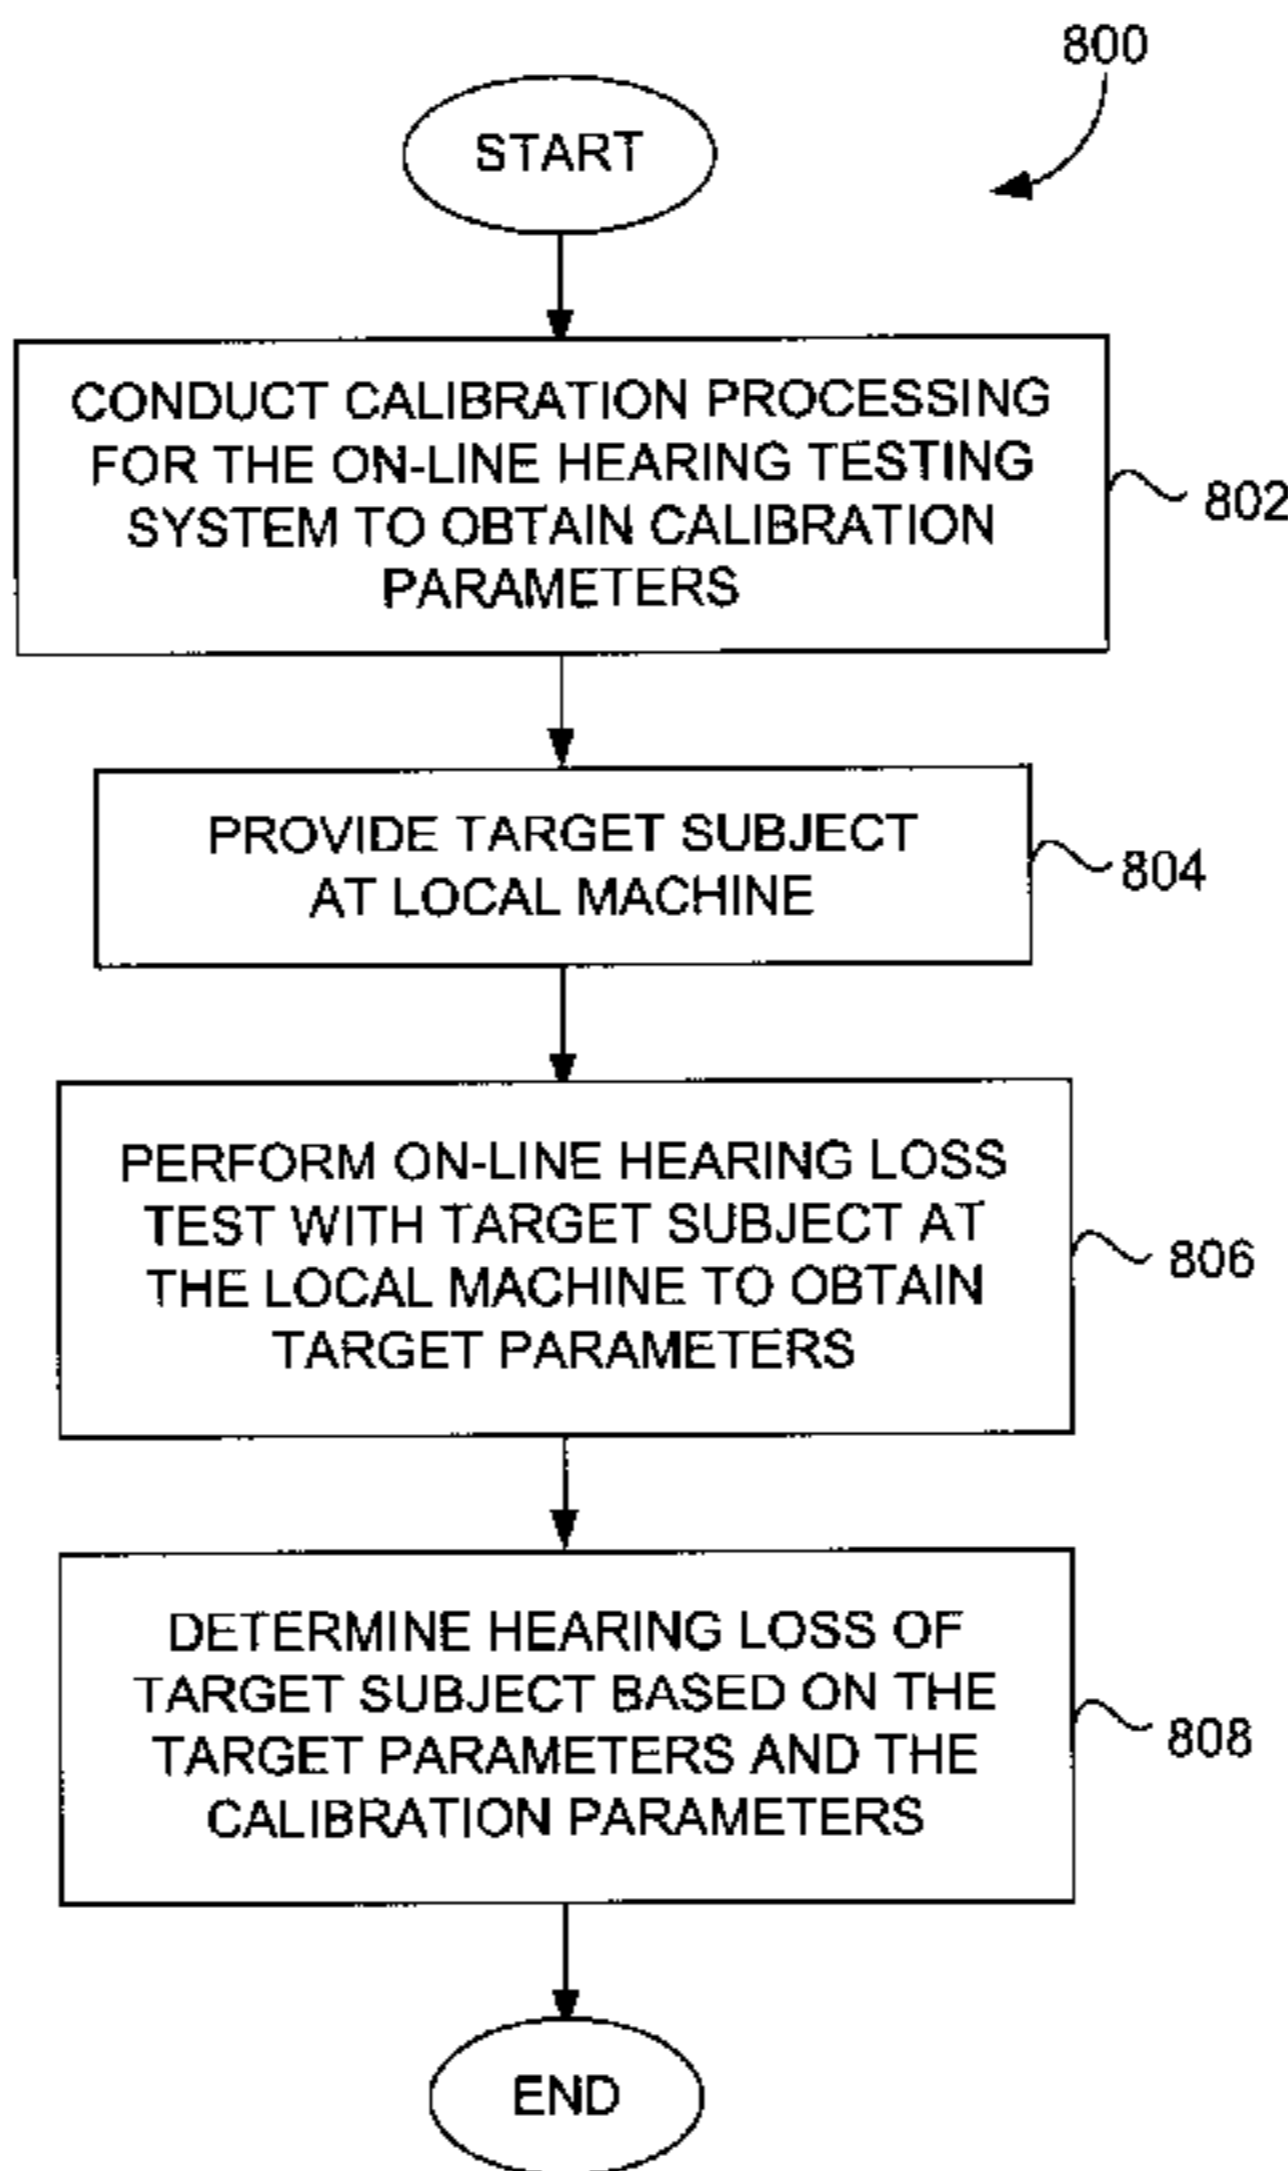 800
START
CONDUCT CALIBRATION PROCESSING
FOR THE ON-LINE HEARING TESTING
SYSTEM TO OBTAIN CALIBRATION
PARAMETERS
802
PROVIDE TARGET SUBJECT
AT LOCAL MACHINE
804
PERFORM ON-LINE HEARING LOSS
TEST WITH TARGET SUBJECT AT
THE LOCAL MACHINE TO OBTAIN
TARGET PARAMETERS
806
DETERMINE HEARING LOSS OF
TARGET SUBJECT BASED ON THE
TARGET PARAMETERS AND THE
CALIBRATION PARAMETERS
808
END